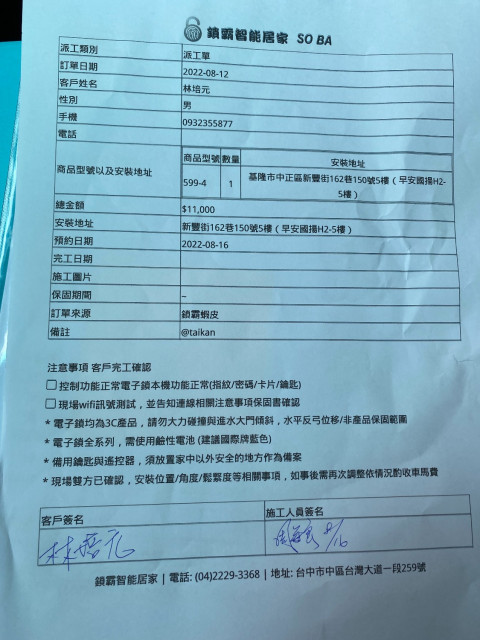 鎖霸智能居家 SO BA
派工類別 派工單
訂單日期 2022-08-12
客戶姓名 林培元
性別 男
手機 0932355877
電話
商品型號 數量 安裝地址
商品型號以及安裝地址 599-4 1 基隆市中正區新豐街162巷150號5樓（早安國揚H2-
5樓）
總金額 $11,000
安裝地址 新豐街162巷150號5樓（早安國揚H2-5樓）
預約日期 2022-08-16
完工日期
施工圖片
保固期間 ~
訂單來源 鎖霸蝦皮
備註 @taikan
注意事項 客戶完工確認
控制功能正常電子鎖本機功能正常(指紋/密碼/卡片/鑰匙)
現場wifi訊號測試，並告知連線相關注意事項保固書確認
* 電子鎖均為3C產品，請勿大力碰撞與進水大門傾斜，水平反弓位移/非產品保固範圍
* 電子鎖全系列，需使用鹼性電池 (建議國際牌藍色)
* 備用鑰匙與遙控器，須放置家中以外安全的地方作為備案
* 現場雙方已確認，安裝位置/角度/鬆緊度等相關事項，如事後需再次調整依情況酌收車馬費
客戶簽名 施工人員簽名
林培元 8/16
鎖霸智能居家 | 電話: (04)2229-3368 | 地址: 台中市中區台灣大道一段259號